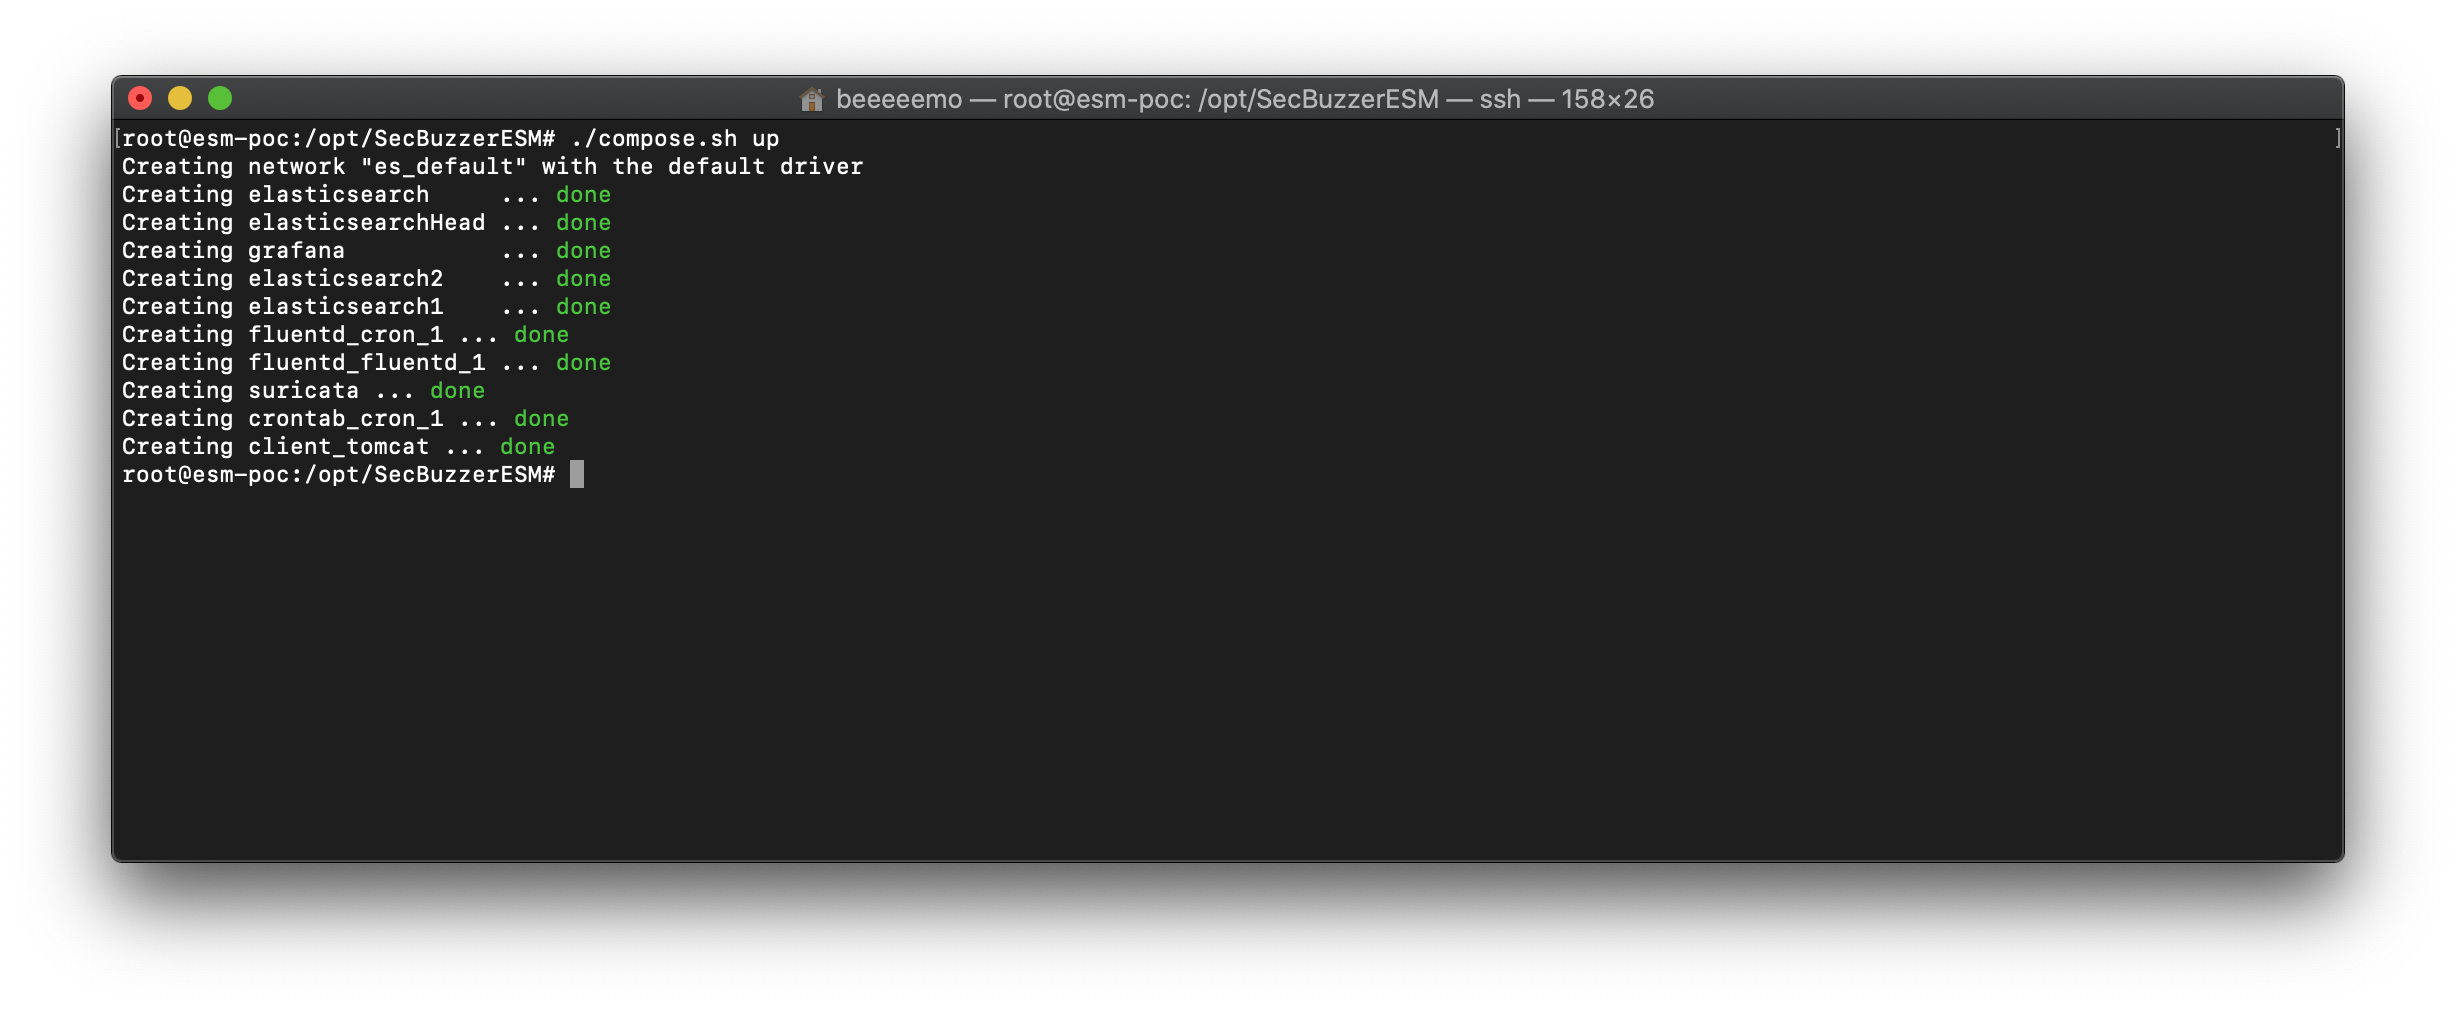 beeeeemo — root@esm-poc: /opt/SecBuzzerESM — ssh — 158×26
[root@esm-poc:/opt/SecBuzzerESM# ./compose.sh up ]
Creating network "es_default" with the default driver
Creating elasticsearch     ... done
Creating elasticsearchHead ... done
Creating grafana           ... done
Creating elasticsearch2    ... done
Creating elasticsearch1    ... done
Creating fluentd_cron_1 ... done
Creating fluentd_fluentd_1 ... done
Creating suricata ... done
Creating crontab_cron_1 ... done
Creating client_tomcat ... done
root@esm-poc:/opt/SecBuzzerESM#